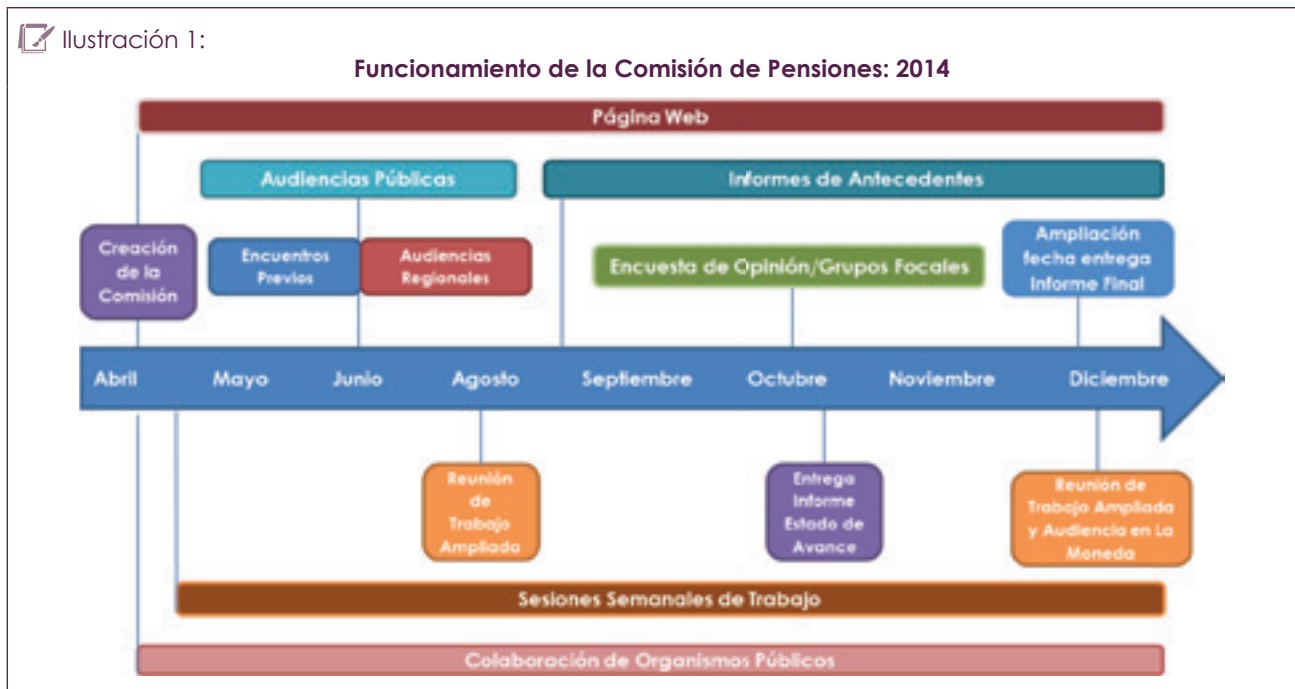 Ilustración 1:
Funcionamiento de la Comisión de Pensiones: 2014
Página Web
Audiencias Públicas
Informes de Antecedentes
Creación
de la
Comisión
Encuentros
Previos
Audiencias
Regionales
Encuesta de Opinión/Grupos Focales
Ampliación
fecha entrega
Informe Final
Abril
Mayo
Junio
Agosto
Septiembre
Octubre
Noviembre
Diciembre
Reunión
de
Trabajo
Ampliada
Entrega
Informe
Estado de
Avance
Reunión de
Trabajo Ampliada
y Audiencia en La
Moneda
Sesiones Semanales de Trabajo
Colaboración de Organismos Públicos